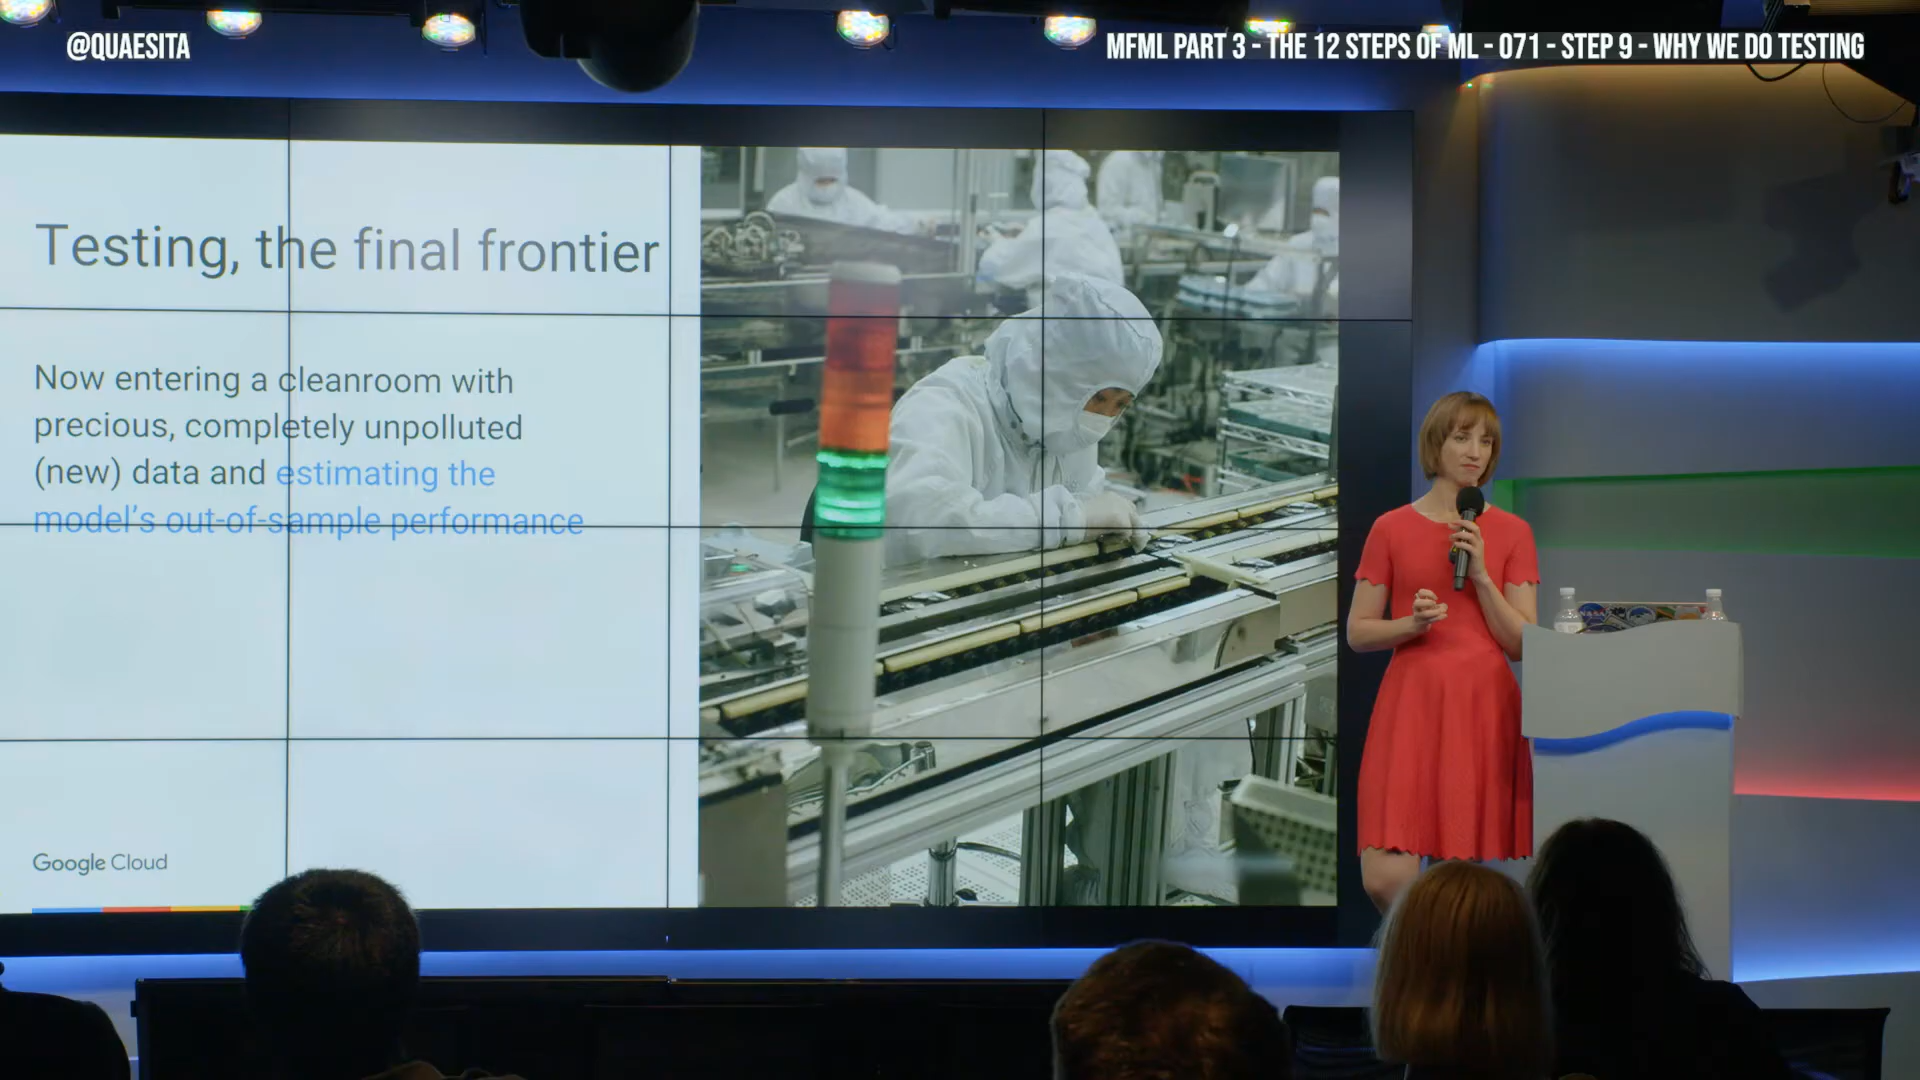 @QUAESITA
MFML PART 3 - THE 12 STEPS OF ML - 071 - STEP 9 - WHY WE DO TESTING
Testing, the final frontier
Now entering a cleanroom with
precious, completely unpolluted
(new) data and estimating the
model's out-of-sample performance
Google Cloud
NASA